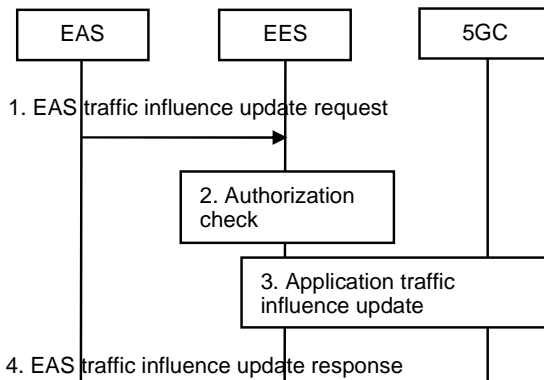 EAS
EES
5GC
1. EAS traffic influence update request
2. Authorization
check
3. Application traffic
influence update
4. EAS traffic influence update response